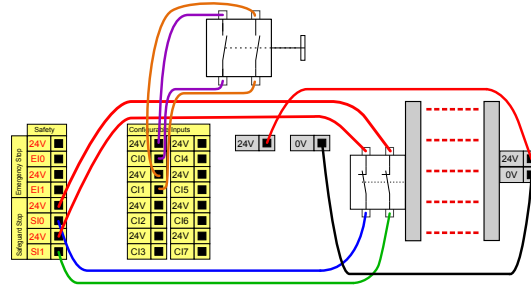 Safety
Emergency Stop
24V
EI0
24V
EI1
Safeguard Stop
24V
SI0
24V
SI1
Configurable Inputs
24V 24V
CI0 CI4
24V 24V
CI1 CI5
24V 24V
CI2 CI6
24V 24V
CI3 CI7
24V 0V
24V
0V